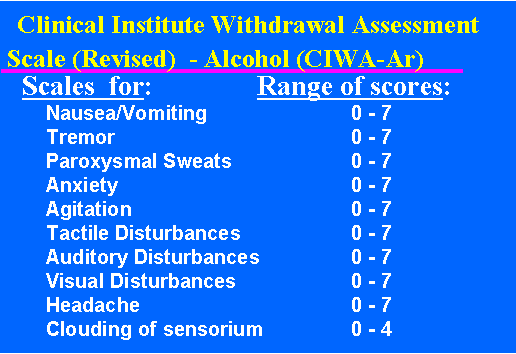 Clinical Institute Withdrawal Assessment
Scale (Revised) - Alcohol (CIWA-Ar)
Scales for: Range of scores:
Nausea/Vomiting 0 - 7
Tremor 0 - 7
Paroxysmal Sweats 0 - 7
Anxiety 0 - 7
Agitation 0 - 7
Tactile Disturbances 0 - 7
Auditory Disturbances 0 - 7
Visual Disturbances 0 - 7
Headache 0 - 7
Clouding of sensorium 0 - 4